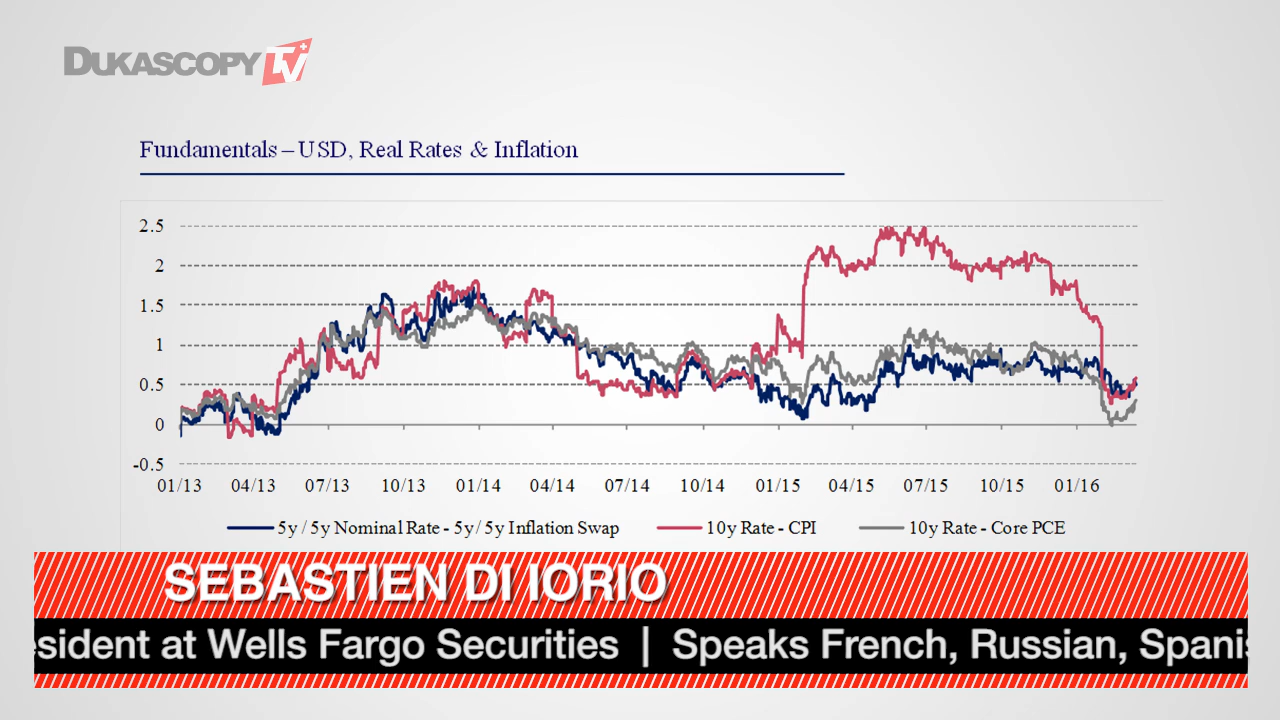 DUKASCOPY TV
Fundamentals – USD, Real Rates & Inflation
2.5
2
1.5
1
0.5
0
-0.5
01/13 04/13 07/13 10/13 01/14 04/14 07/14 10/14 01/15 04/15 07/15 10/15 01/16
5y / 5y Nominal Rate - 5y / 5y Inflation Swap 10y Rate - CPI 10y Rate - Core PCE
SEBASTIEN DI IORIO
esident at Wells Fargo Securities | Speaks French, Russian, Spanis